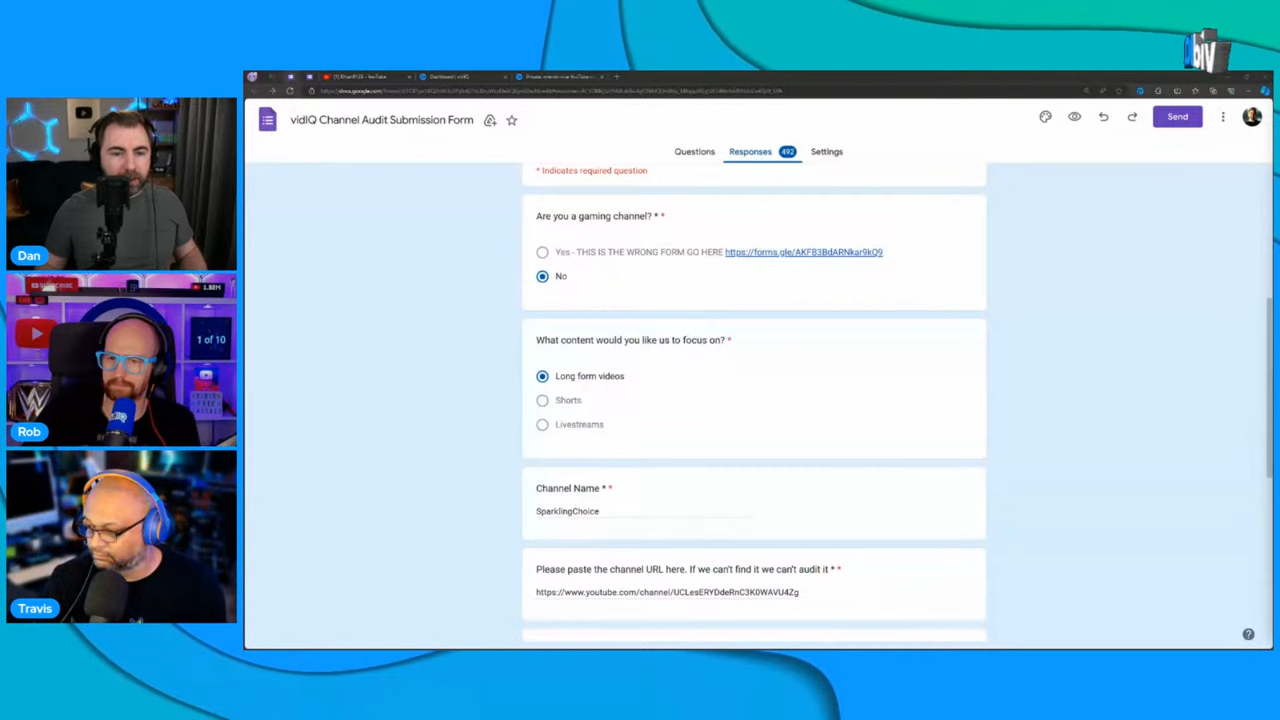 Dan
SUBSCRIBE
1.82M
1 of 10
Rob
Travis
vidIQ Channel Audit Submission Form
Send
Questions
Responses 492
Settings
* Indicates required question
Are you a gaming channel? * *
Yes - THIS IS THE WRONG FORM GO HERE https://forms.gle/AKFB3BdARNkar9kQ9
No
What content would you like us to focus on? *
Long form videos
Shorts
Livestreams
Channel Name * *
SparklingChoice
Please paste the channel URL here. If we can't find it we can't audit it * *
https://www.youtube.com/channel/UCLesERYDdeRnC3K0WAVU4Zg